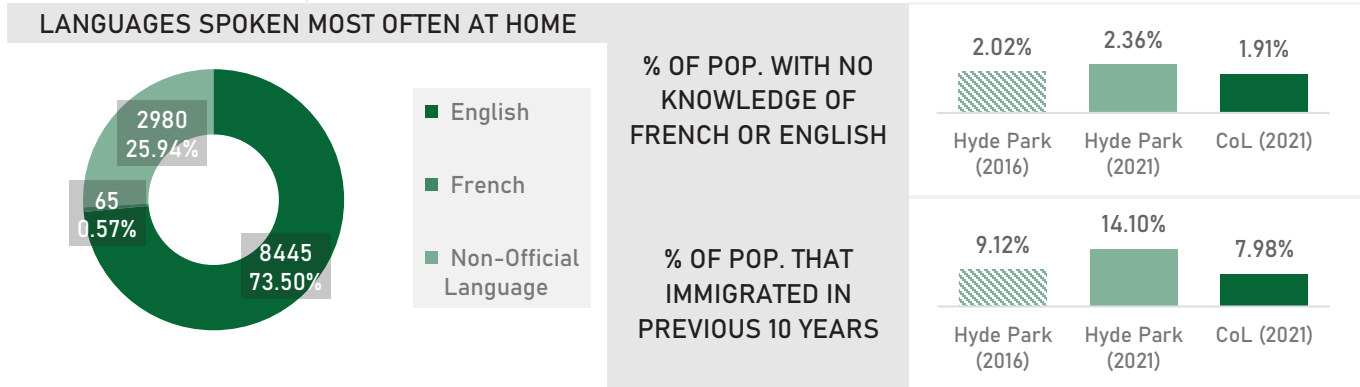 LANGUAGES SPOKEN MOST OFTEN AT HOME
2980
25.94%
65
0.57%
8445
73.50%
English
French
Non-Official
Language
% OF POP. WITH NO
KNOWLEDGE OF
FRENCH OR ENGLISH
2.02%
2.36%
1.91%
Hyde Park
(2016)
Hyde Park
(2021)
CoL (2021)
% OF POP. THAT
IMMIGRATED IN
PREVIOUS 10 YEARS
9.12%
14.10%
7.98%
Hyde Park
(2016)
Hyde Park
(2021)
CoL (2021)